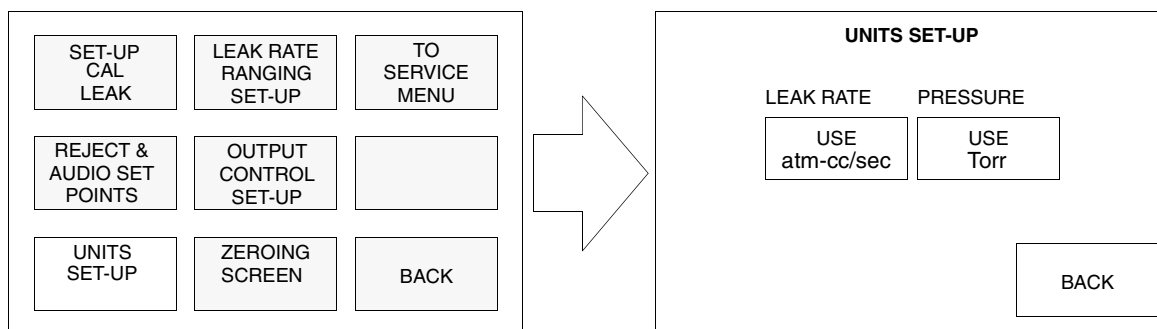 SET-UP
CAL
LEAK
LEAK RATE
RANGING
SET-UP
TO
SERVICE
MENU
REJECT &
AUDIO SET
POINTS
OUTPUT
CONTROL
SET-UP
UNITS
SET-UP
ZEROING
SCREEN
BACK
UNITS SET-UP
LEAK RATE
USE
atm-cc/sec
PRESSURE
USE
Torr
BACK